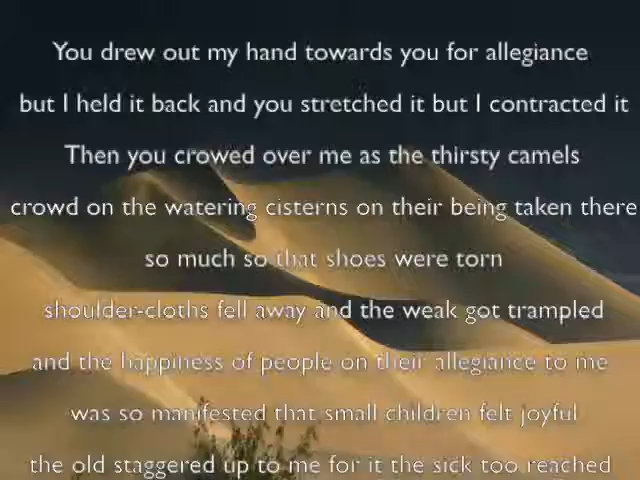 You drew out my hand towards you for allegiance
but I held it back and you stretched it but I contracted it
Then you crowed over me as the thirsty camels
crowd on the watering cisterns on their being taken there
so much so that shoes were torn
shoulder-cloths fell away and the weak got trampled
and the happiness of people on their allegiance to me
was so manifested that small children felt joyful
the old staggered up to me for it the sick too reached